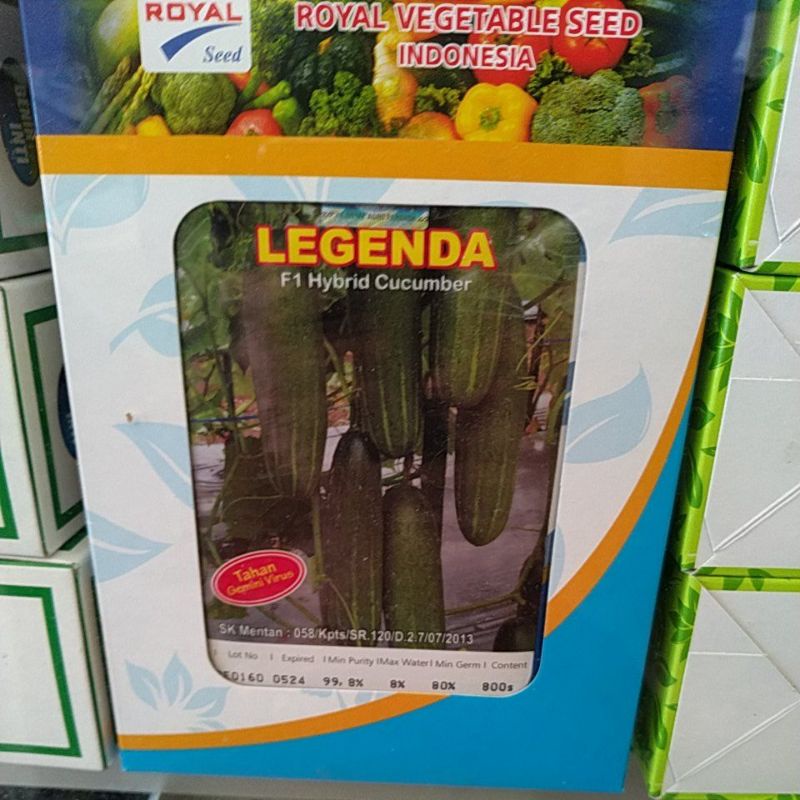 ROYAL
Seed
ROYAL VEGETABLE SEED
INDONESIA
LEGENDA
F1 Hybrid Cucumber
Tahan
Gemini Virus
SK Mentan : 058/Kpts/SR.120/D.2.7/07/2013
Lot No | Expired | Min Purity | Max Water | Min Germ | Content
0160 0524 99,8% 8% 80% 800s